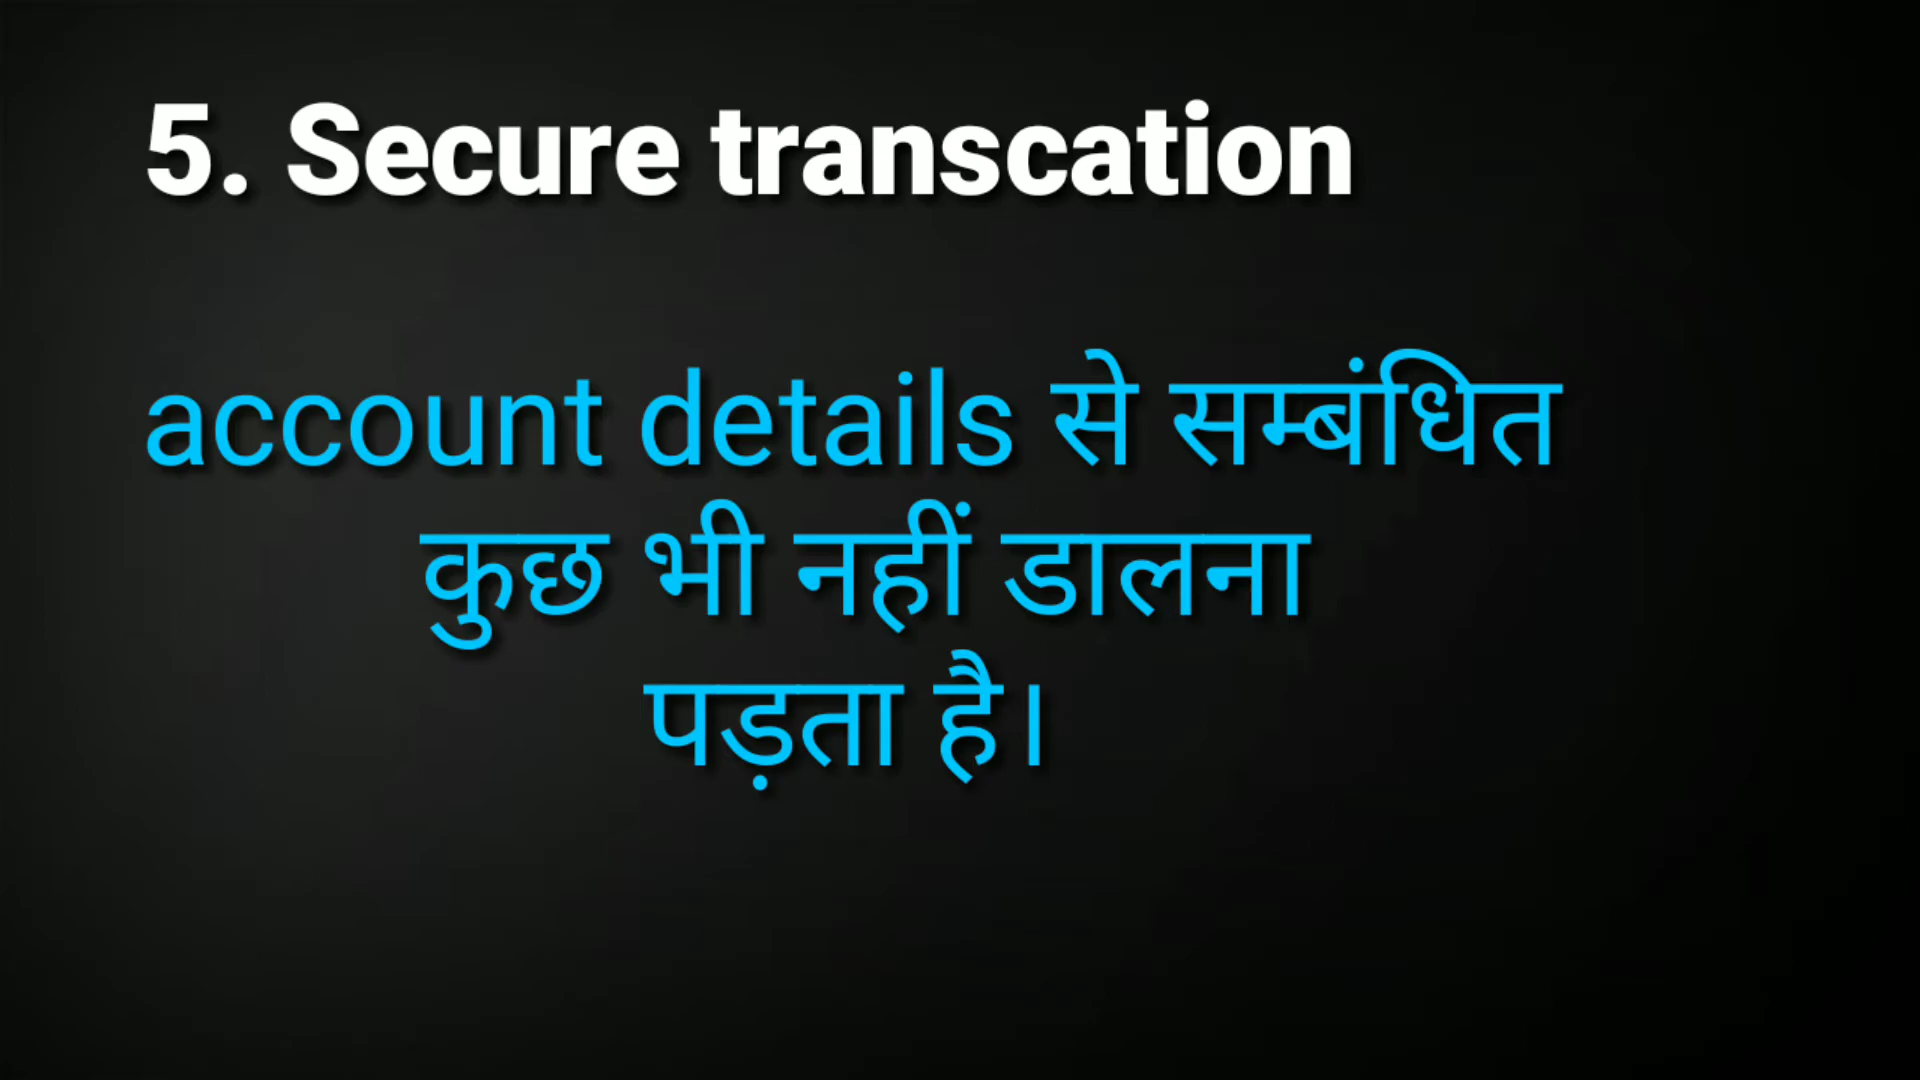 5. Secure transcation
account details से सम्बंधित
कुछ भी नहीं डालना
पड़ता है।